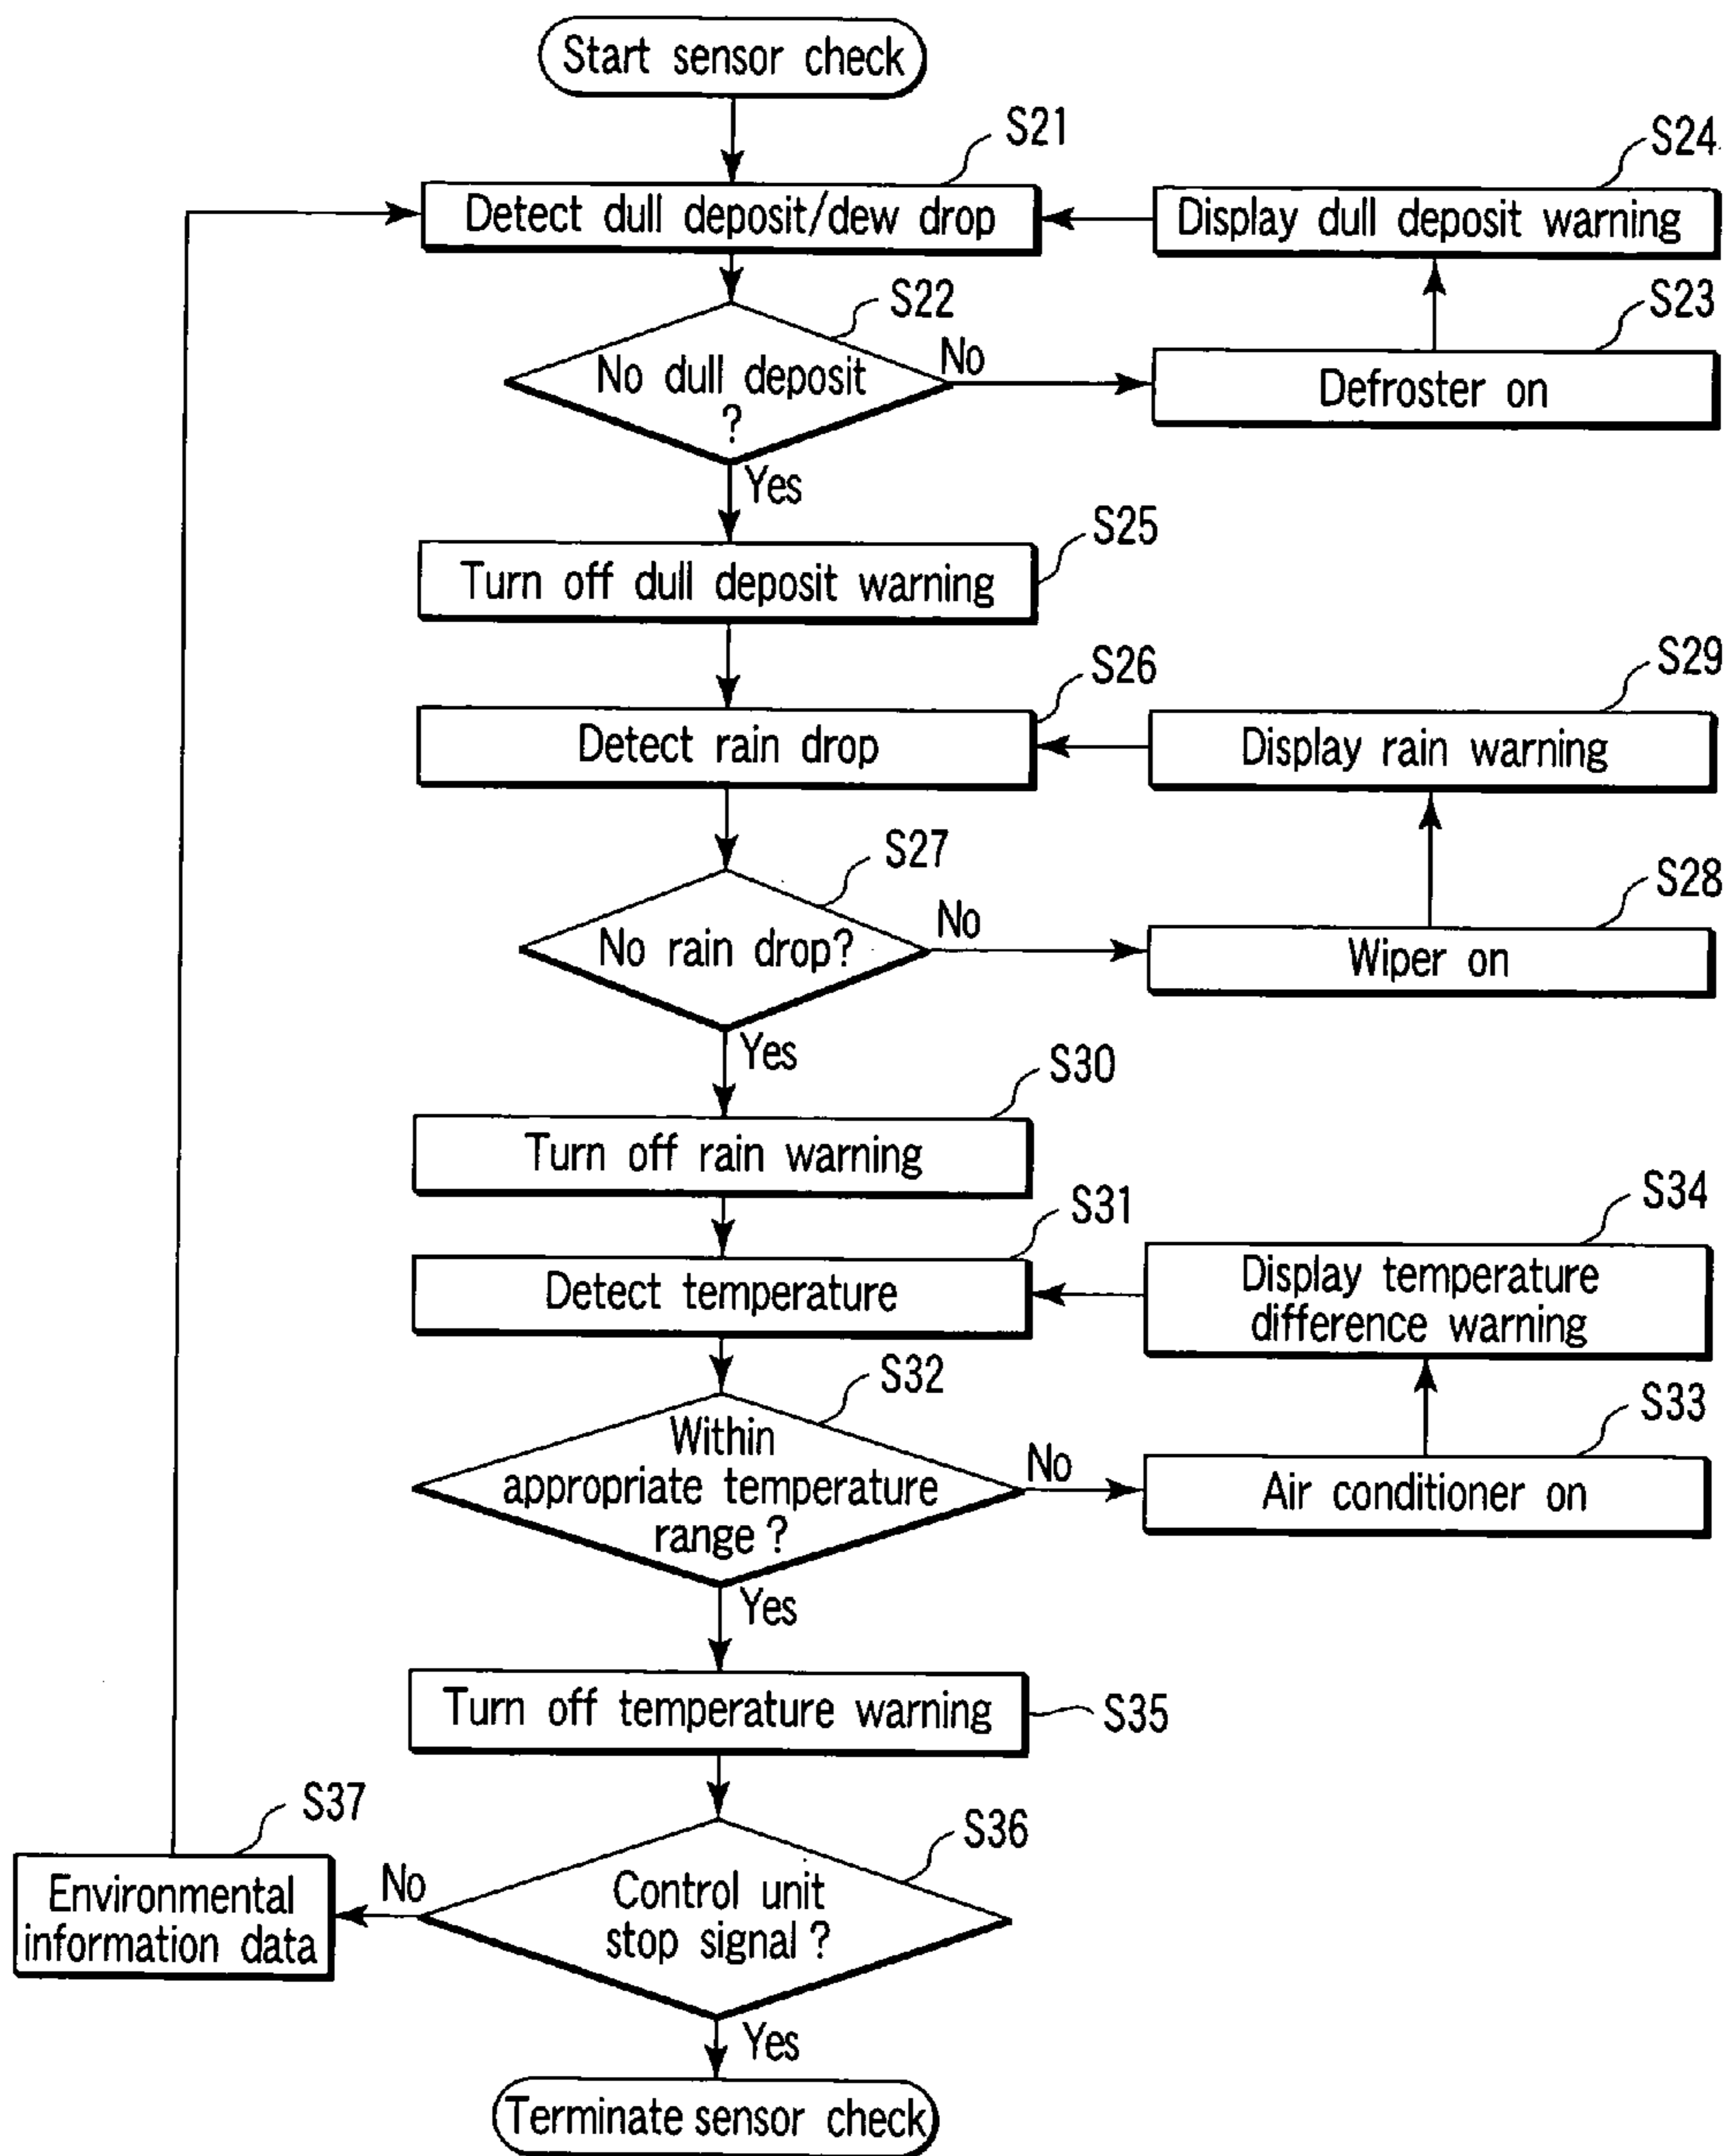 Start sensor check
S21
S24
Detect dull deposit/dew drop
Display dull deposit warning
S22
S23
No dull deposit
?
No
Defroster on
Yes
S25
Turn off dull deposit warning
S26
S29
Detect rain drop
Display rain warning
S27
S28
No rain drop?
No
Wiper on
Yes
S30
Turn off rain warning
S31
S34
Detect temperature
Display temperature
difference warning
S32
S33
Within
appropriate temperature
range?
No
Air conditioner on
Yes
Turn off temperature warning
S35
S37
S36
Environmental
information data
No
Control unit
stop signal?
Yes
Terminate sensor check